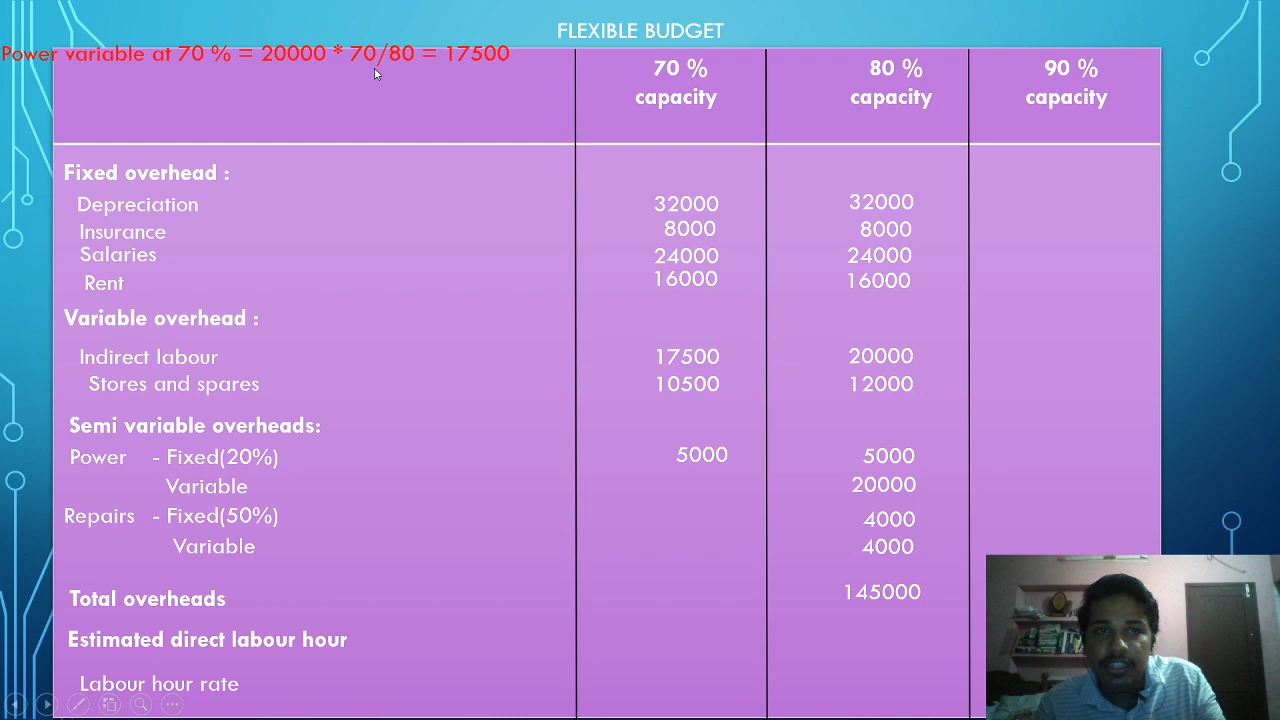 FLEXIBLE BUDGET
Power variable at 70 % = 20000 * 70/80 = 17500
70 % capacity 80 % capacity 90 % capacity
Fixed overhead :
Depreciation 32000 32000
Insurance 8000 8000
Salaries 24000 24000
Rent 16000 16000
Variable overhead :
Indirect labour 17500 20000
Stores and spares 10500 12000
Semi variable overheads:
Power - Fixed(20%) 5000 5000
Variable 20000
Repairs - Fixed(50%) 4000
Variable 4000
Total overheads 145000
Estimated direct labour hour
Labour hour rate